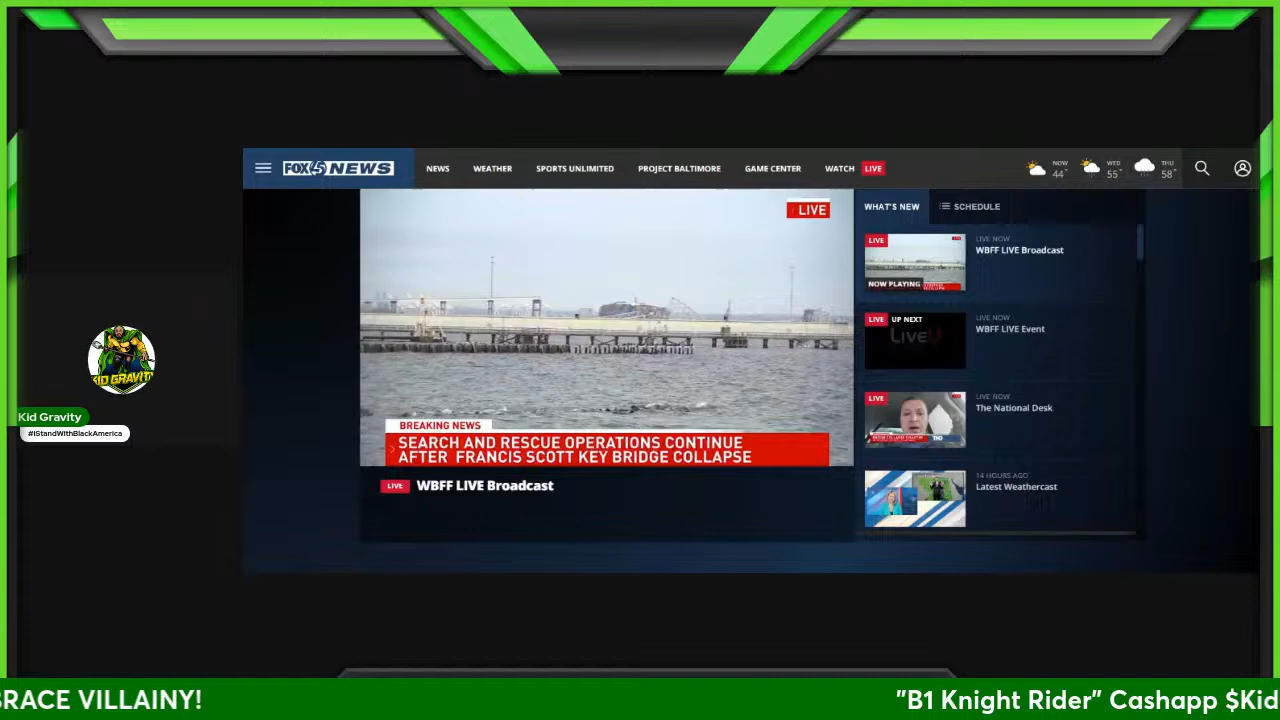 FOX 45 NEWS
NEWS
WEATHER
SPORTS UNLIMITED
PROJECT BALTIMORE
GAME CENTER
WATCH LIVE
NOW
44°
WED
55°
THU
58°
LIVE
BREAKING NEWS
SEARCH AND RESCUE OPERATIONS CONTINUE
AFTER FRANCIS SCOTT KEY BRIDGE COLLAPSE
LIVE WBFF LIVE Broadcast
WHAT'S NEW
SCHEDULE
LIVE
NOW PLAYING
LIVE NOW
WBFF LIVE Broadcast
LIVE UP NEXT
LiveU
LIVE NOW
WBFF LIVE Event
LIVE
LIVE NOW
The National Desk
14 HOURS AGO
Latest Weathercast
KID GRAVITY
Kid Gravity
#IStandWithBlackAmerica
BRACE VILLAINY!
"B1 Knight Rider" Cashapp $Kid